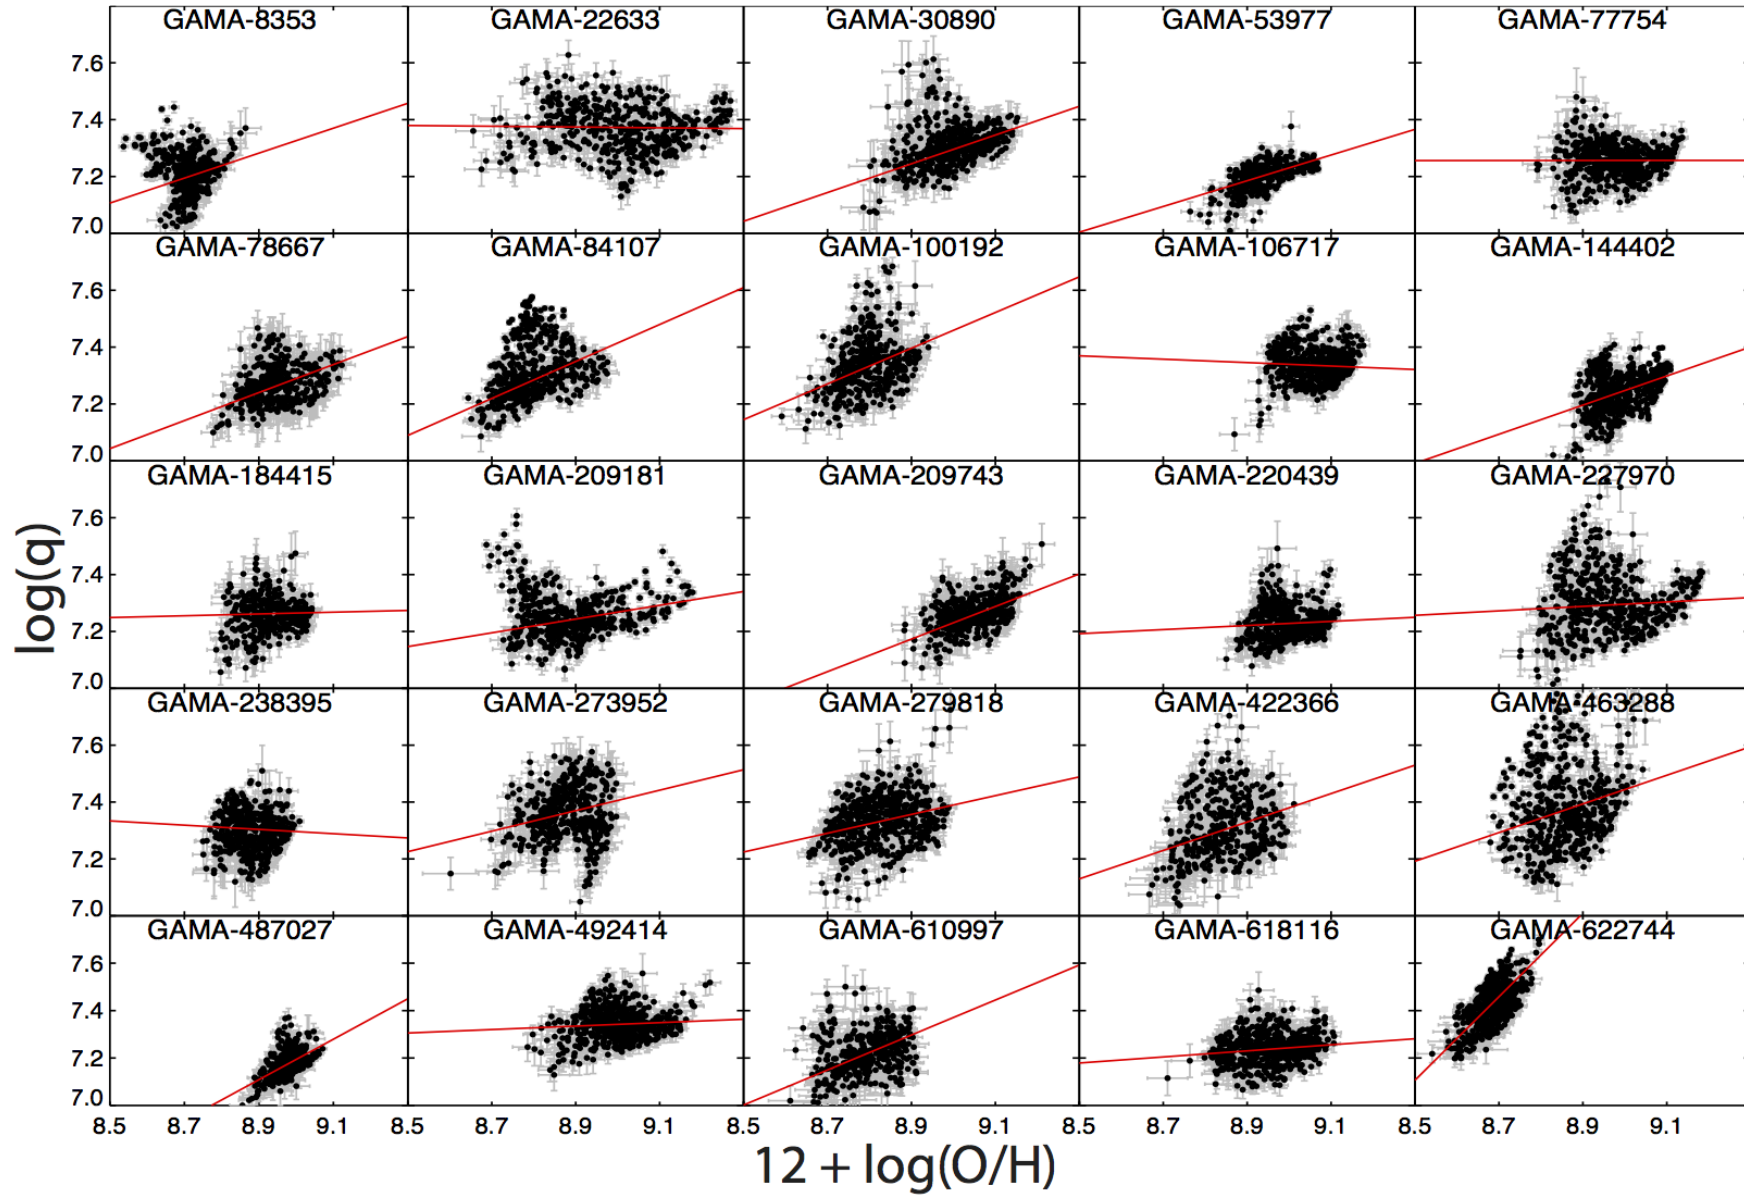 GAMA-8353 GAMA-22633 GAMA-30890 GAMA-53977 GAMA-77754
7.6
7.4
7.2
7.0
GAMA-78667 GAMA-84107 GAMA-100192 GAMA-106717 GAMA-144402
7.6
7.4
7.2
7.0
GAMA-184415 GAMA-209181 GAMA-209743 GAMA-220439 GAMA-227970
7.6
7.4
7.2
7.0
GAMA-238395 GAMA-273952 GAMA-279818 GAMA-422366 GAMA-463288
7.6
7.4
7.2
7.0
GAMA-487027 GAMA-492414 GAMA-610997 GAMA-618116 GAMA-622744
7.6
7.4
7.2
7.0
8.5 8.7 8.9 9.1 8.5 8.7 8.9 9.1 8.5 8.7 8.9 9.1 8.5 8.7 8.9 9.1 8.5 8.7 8.9 9.1
log(q)
12 + log(O/H)